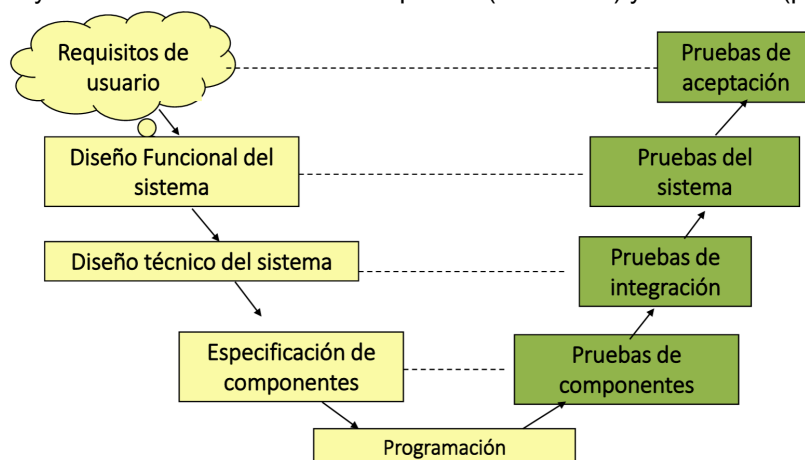 Requisitos de
usuario
Pruebas de
aceptación
Diseño Funcional del
sistema
Pruebas del
sistema
Diseño técnico del sistema
Pruebas de
integración
Especificación de
componentes
Pruebas de
componentes
Programación